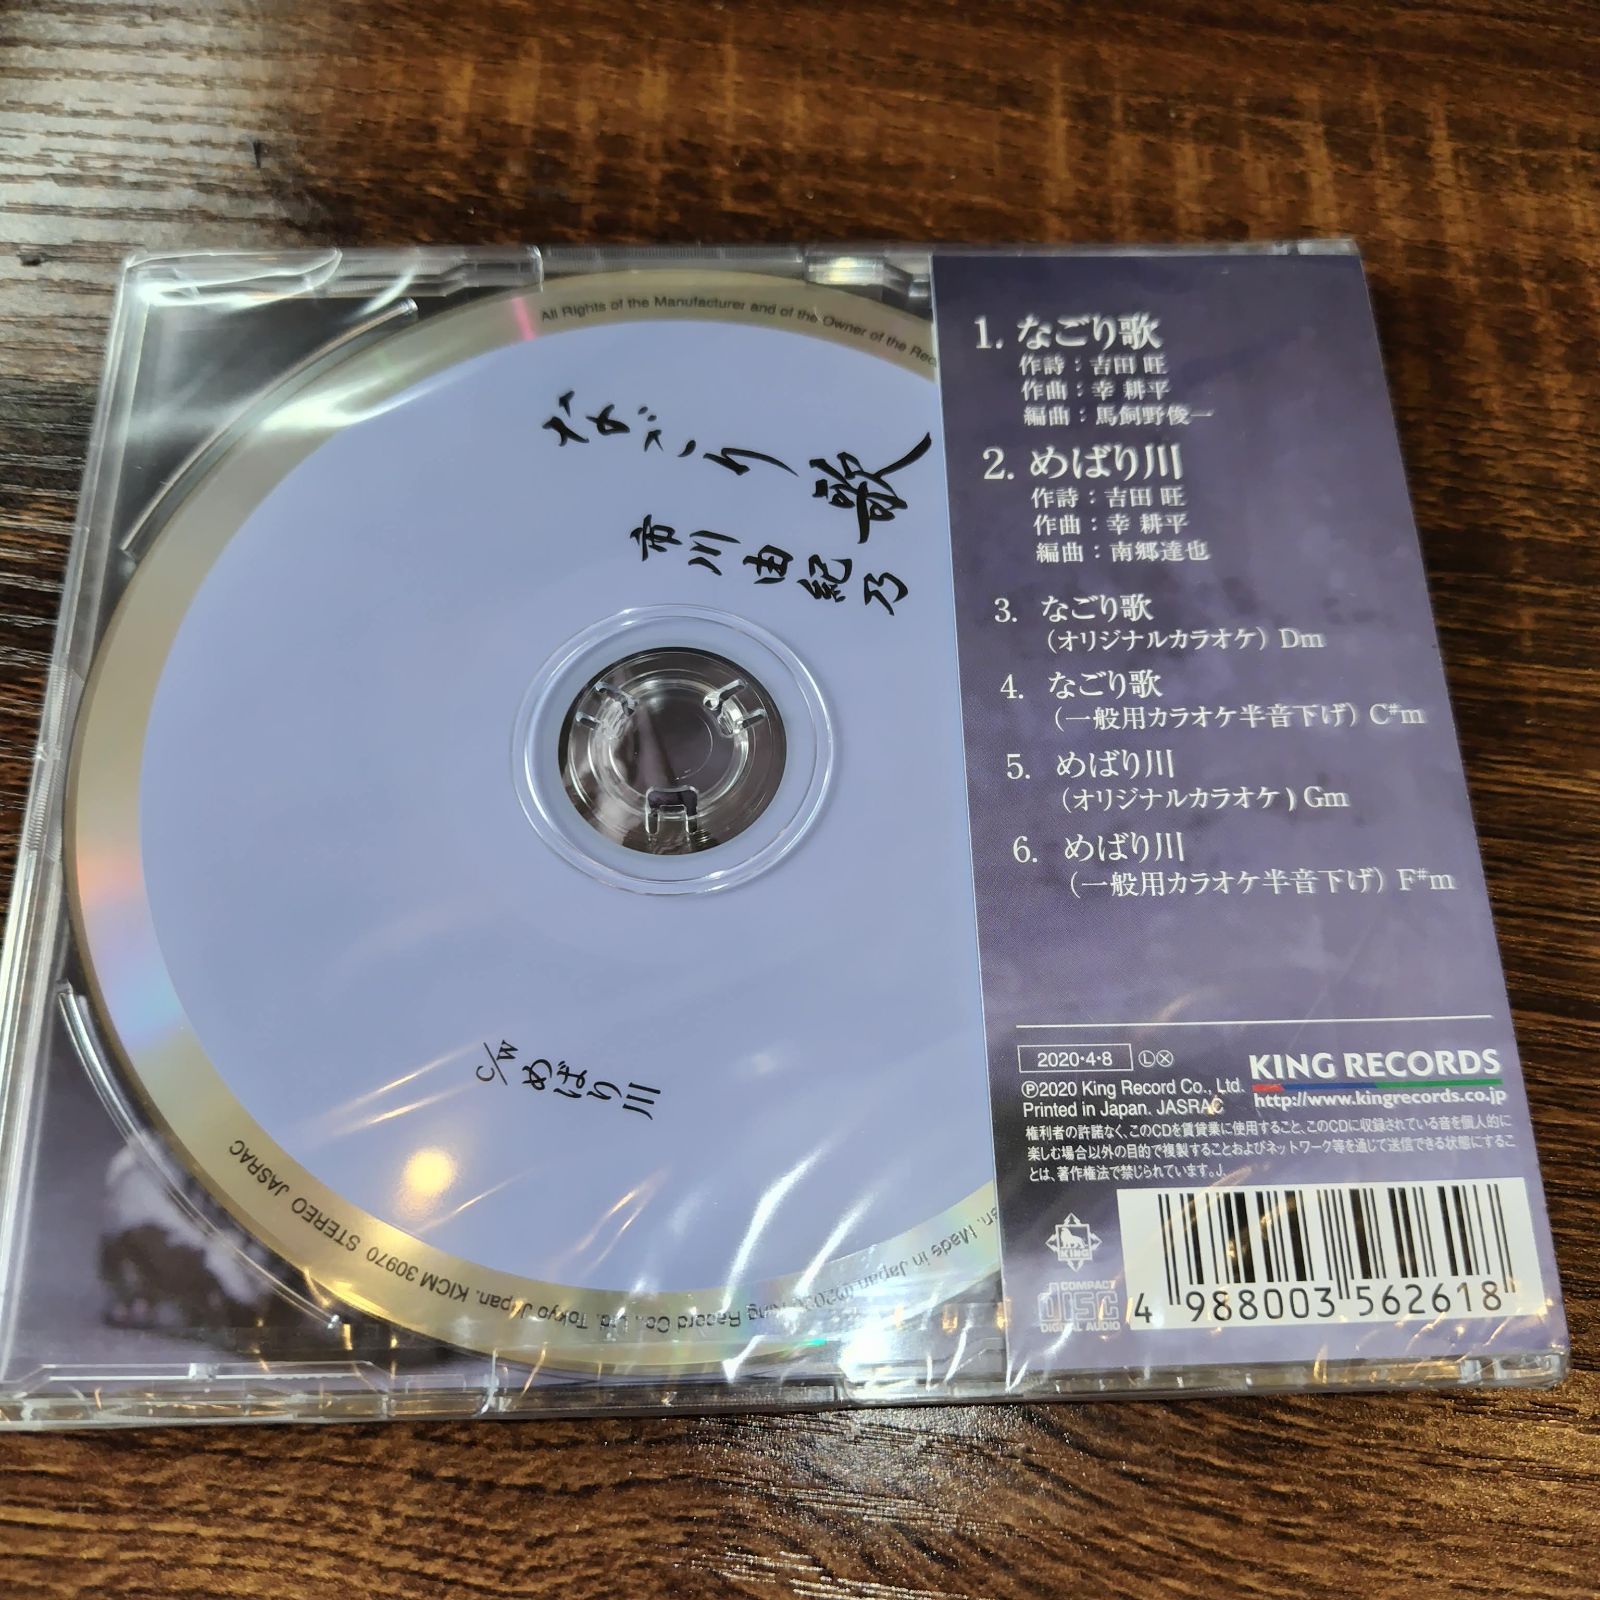 All Rights of the Manufacturer and of the Owner of the Rec
なごり歌
市川由紀乃
C/W めばり川
an. Made in Japan. ℗2020 King Record Co., Ltd. Tokyo Japan. KICM 30970 STEREO JASRAC
1. なごり歌
作詩：吉田 旺
作曲：幸 耕平
編曲：馬飼野俊一
2. めばり川
作詩：吉田 旺
作曲：幸 耕平
編曲：南郷達也
3. なごり歌
（オリジナルカラオケ）Dm
4. なごり歌
（一般用カラオケ半音下げ）C#m
5. めばり川
（オリジナルカラオケ）Gm
6. めばり川
（一般用カラオケ半音下げ）F#m
2020・4・8 Ⓛⓧ
KING RECORDS
℗2020 King Record Co., Ltd.
Printed in Japan. JASRAC
http://www.kingrecords.co.jp
権利者の許諾なく、このCDを賃貸業に使用すること、このCDに収録されている音を個人的に
楽しむ場合以外の目的で複製することおよびネットワーク等を通じて送信できる状態にするこ
とは、著作権法で禁じられています。J.
KING
COMPACT
disc
DIGITAL AUDIO
4 988003 562618